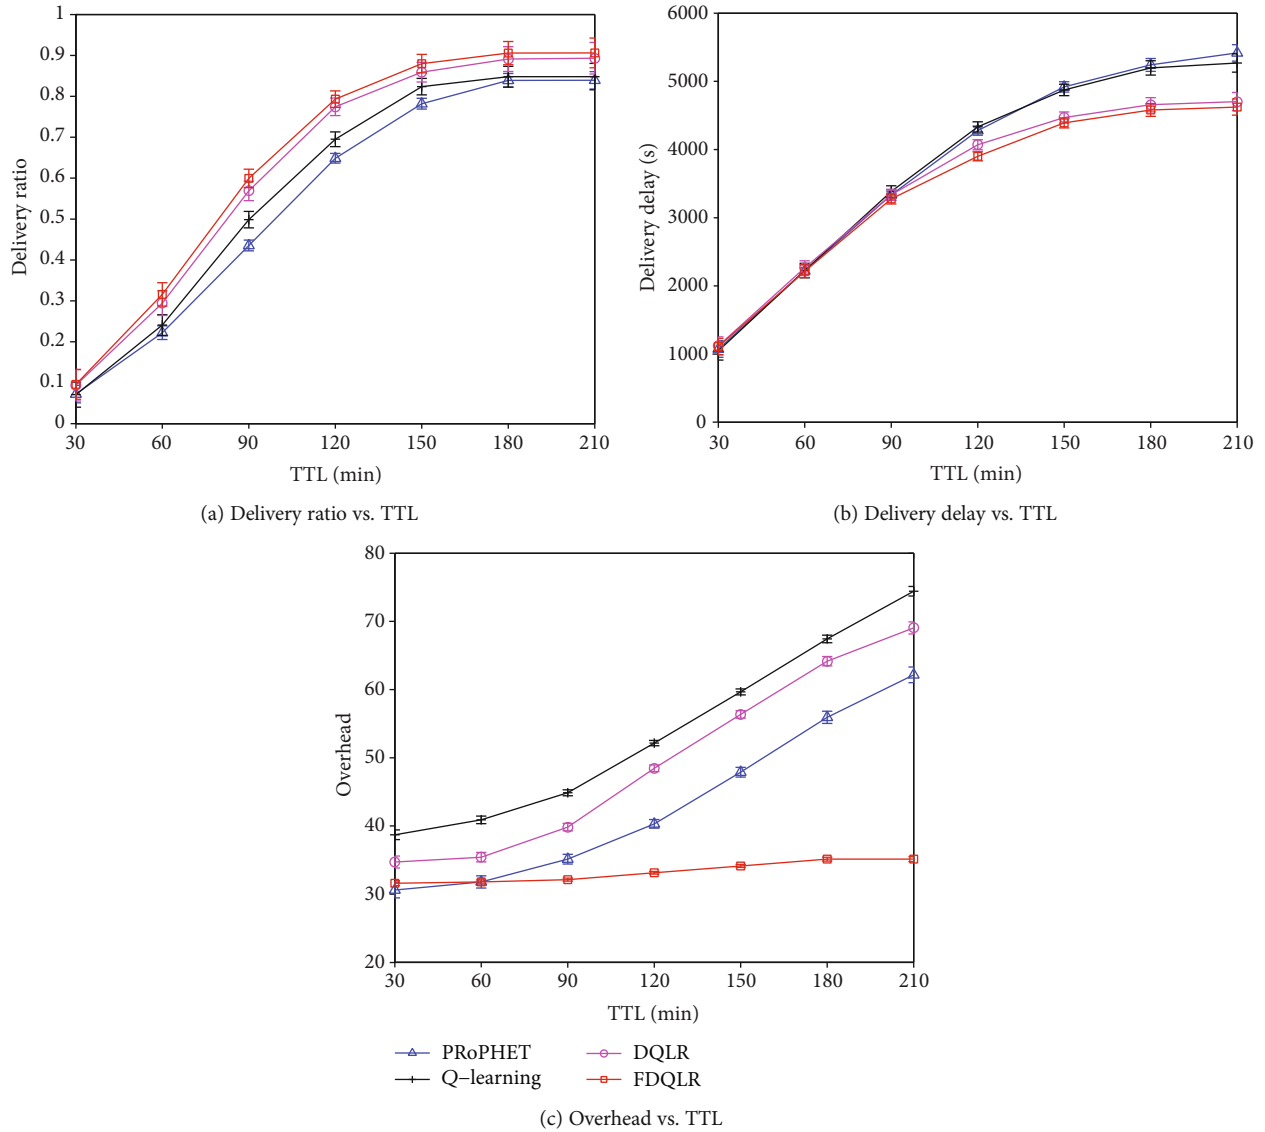 1
0.9
0.8
0.7
0.6
0.5
0.4
0.3
0.2
0.1
0
Delivery ratio
30 60 90 120 150 180 210
TTL (min)
(a) Delivery ratio vs. TTL
6000
5000
4000
3000
2000
1000
0
Delivery delay (s)
30 60 90 120 150 180 210
TTL (min)
(b) Delivery delay vs. TTL
80
70
60
50
40
30
20
Overhead
30 60 90 120 150 180 210
TTL (min)
PRoPHET
Q−learning
DQLR
FDQLR
(c) Overhead vs. TTL